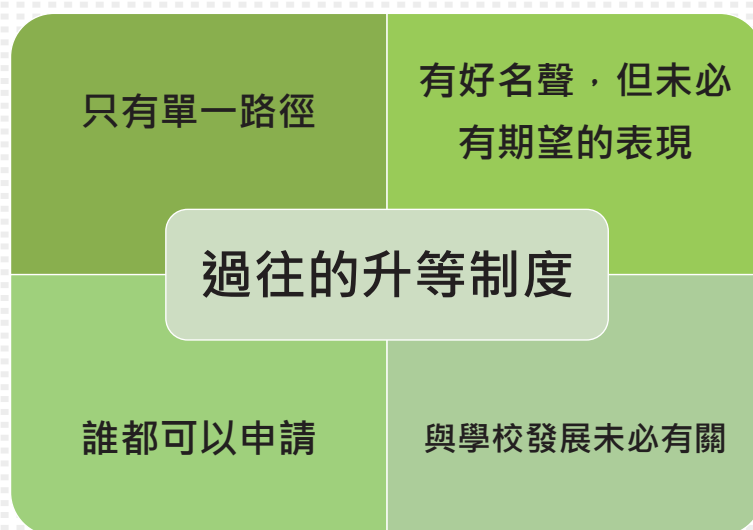 只有單一路徑
有好名聲，但未必
有期望的表現
過往的升等制度
誰都可以申請
與學校發展未必有關